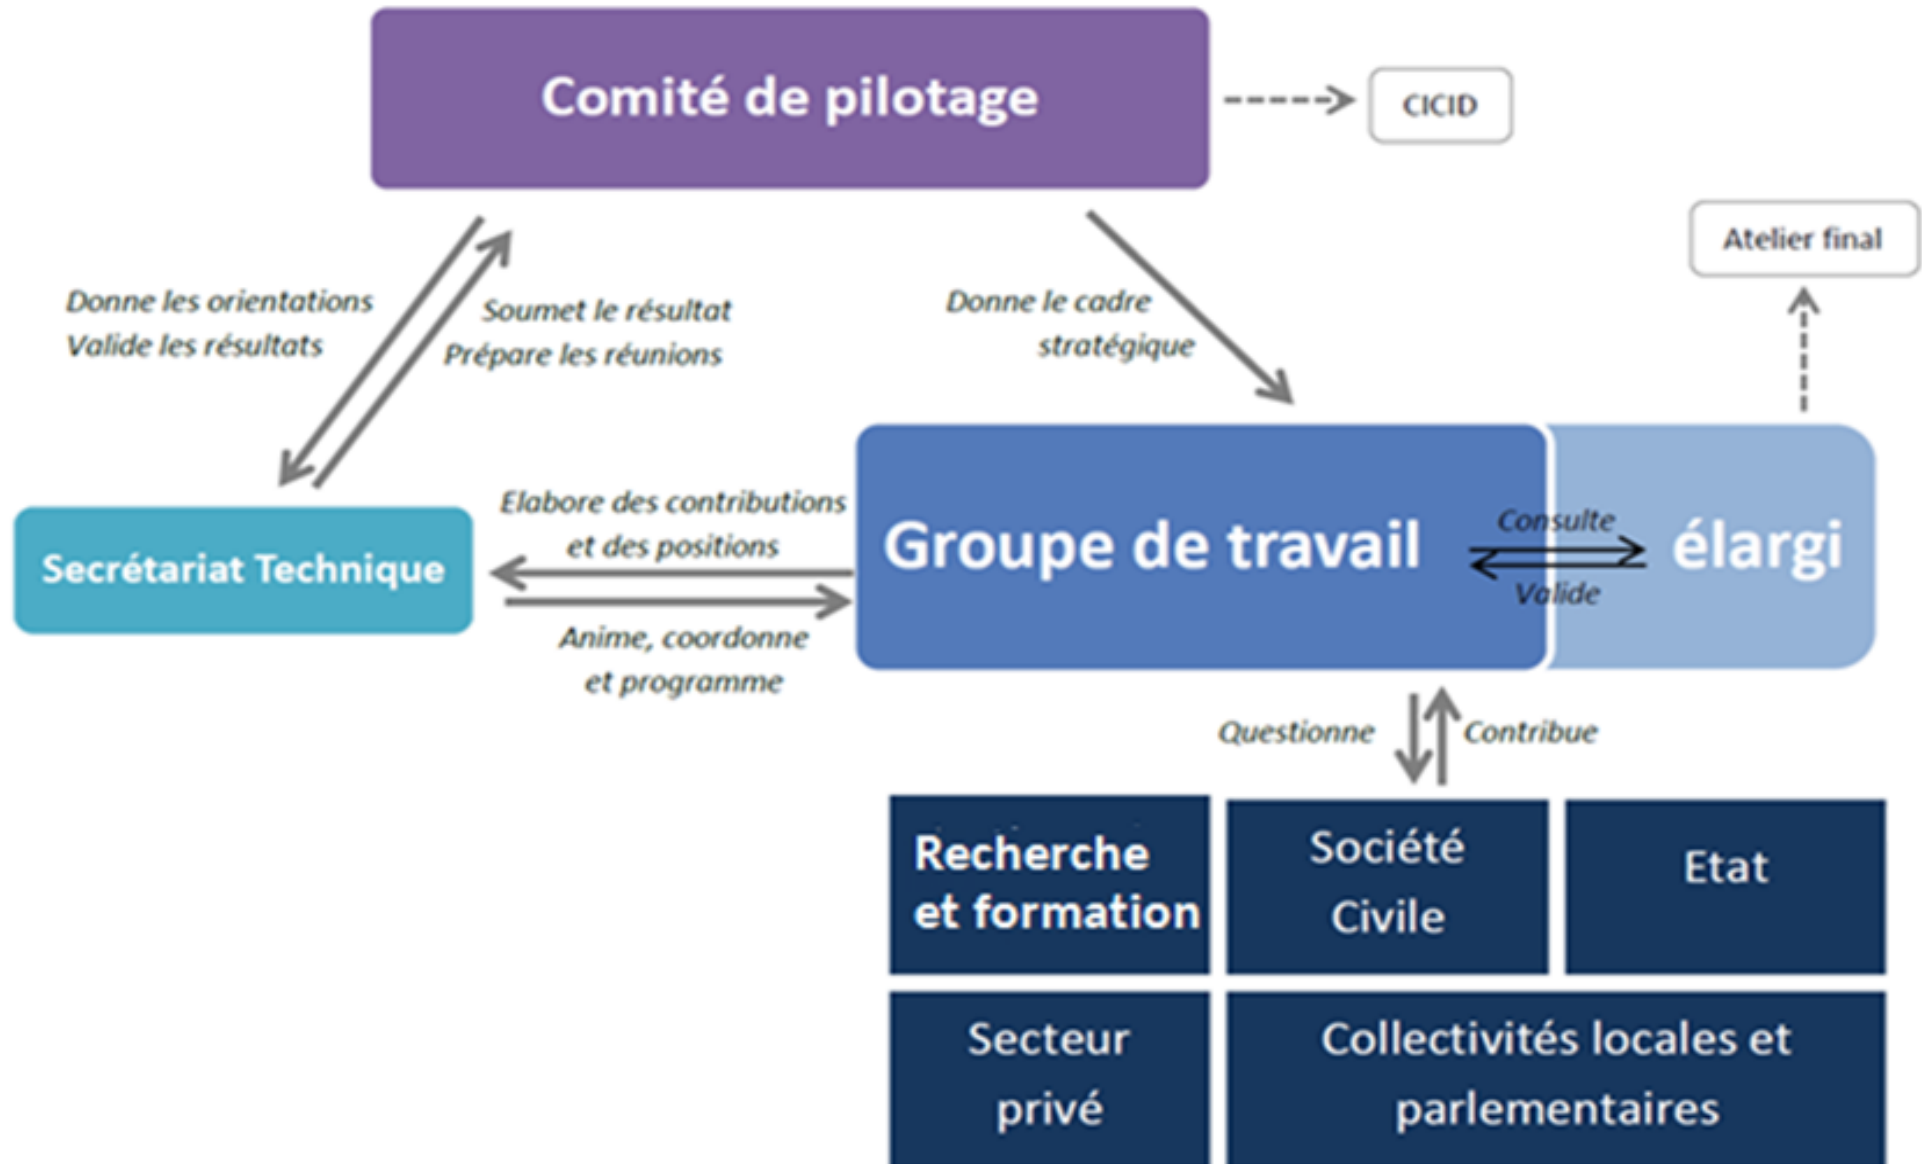 Comité de pilotage
CICID
Atelier final
Donne les orientations
Valide les résultats
Soumet le résultat
Prépare les réunions
Donne le cadre
stratégique
Secrétariat Technique
Elabore des contributions
et des positions
Anime, coordonne
et programme
Groupe de travail
Consulte
Valide
élargi
Questionne
Contribue
Recherche
et formation
Société
Civile
Etat
Secteur
privé
Collectivités locales et
parlementaires